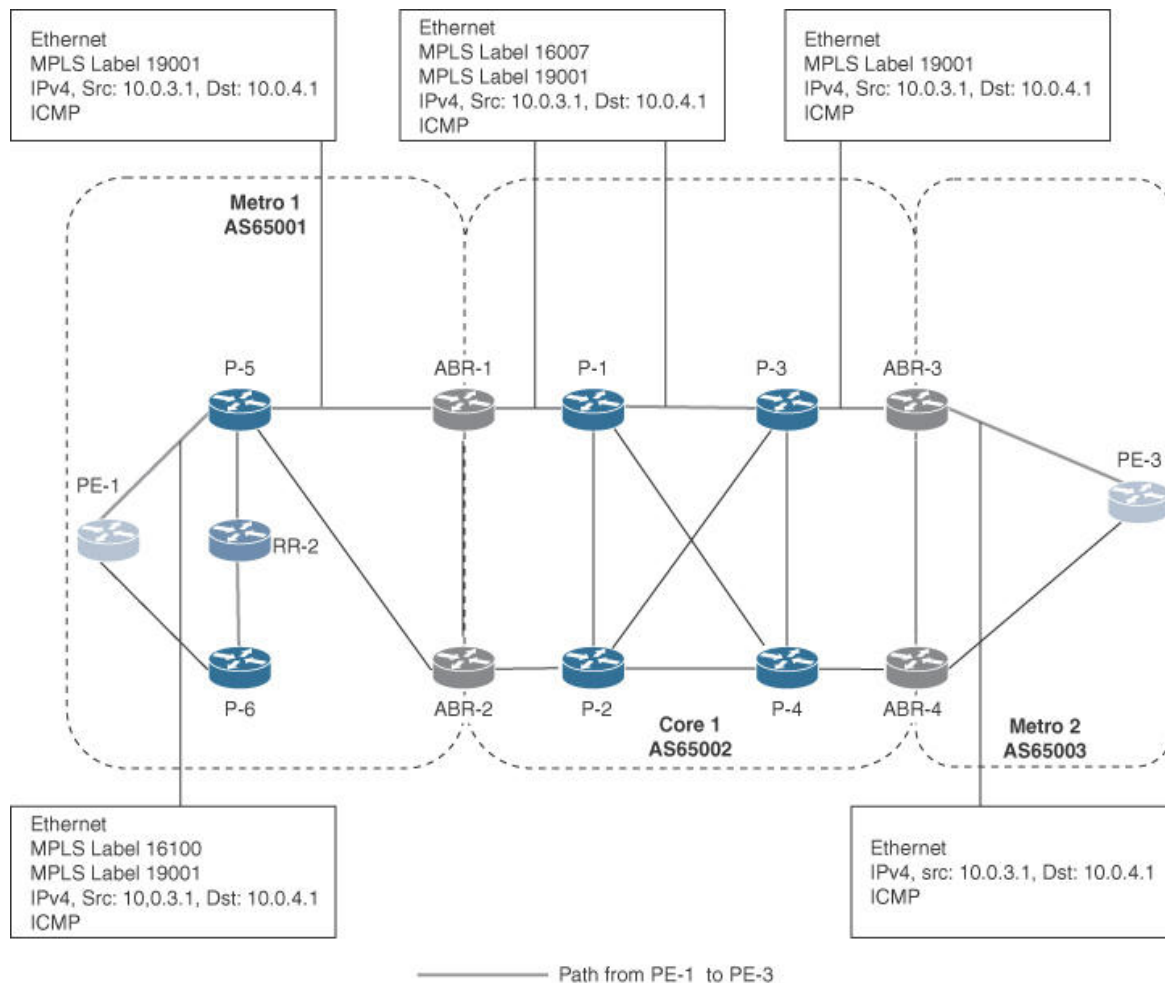 Ethernet
MPLS Label 19001
IPv4, Src: 10.0.3.1, Dst: 10.0.4.1
ICMP
Ethernet
MPLS Label 16007
MPLS Label 19001
IPv4, Src: 10.0.3.1, Dst: 10.0.4.1
ICMP
Ethernet
MPLS Label 19001
IPv4, Src: 10.0.3.1, Dst: 10.0.4.1
ICMP
Metro 1
AS65001
P-5
ABR-1
P-1
P-3
ABR-3
PE-1
PE-3
RR-2
P-6
ABR-2
P-2
P-4
ABR-4
Core 1
AS65002
Metro 2
AS65003
Ethernet
MPLS Label 16100
MPLS Label 19001
IPv4, Src: 10,0.3.1, Dst: 10.0.4.1
ICMP
Ethernet
IPv4, src: 10.0.3.1, Dst: 10.0.4.1
ICMP
Path from PE-1 to PE-3